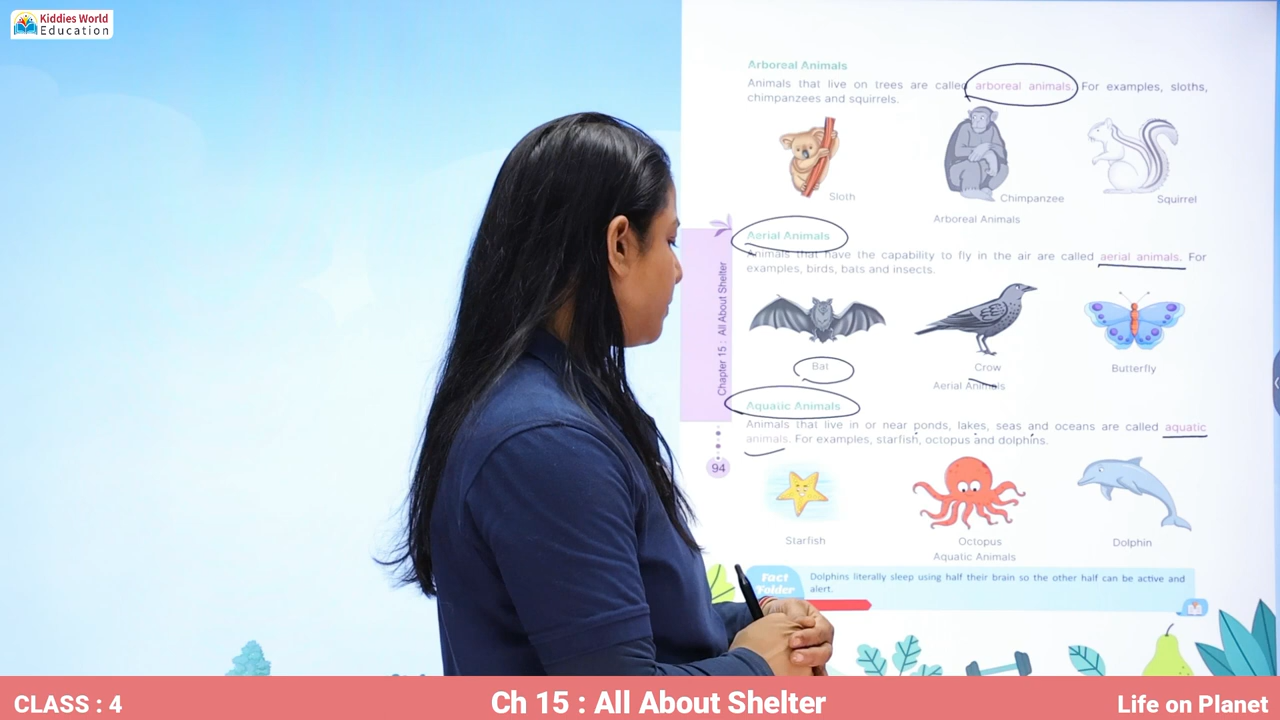 Kiddies World
Education
Arboreal Animals
Animals that live on trees are called arboreal animals. For examples, sloths,
chimpanzees and squirrels.
Sloth
Chimpanzee
Squirrel
Arboreal Animals
Aerial Animals
Animals that have the capability to fly in the air are called aerial animals. For
examples, birds, bats and insects.
Bat
Crow
Butterfly
Aerial Animals
Chapter 15 : All About Shelter
94
Aquatic Animals
Animals that live in or near ponds, lakes, seas and oceans are called aquatic
animals. For examples, starfish, octopus and dolphins.
Starfish
Octopus
Dolphin
Aquatic Animals
Fact
Folder
Dolphins literally sleep using half their brain so the other half can be active and
alert.
CLASS : 4
Ch 15 : All About Shelter
Life on Planet